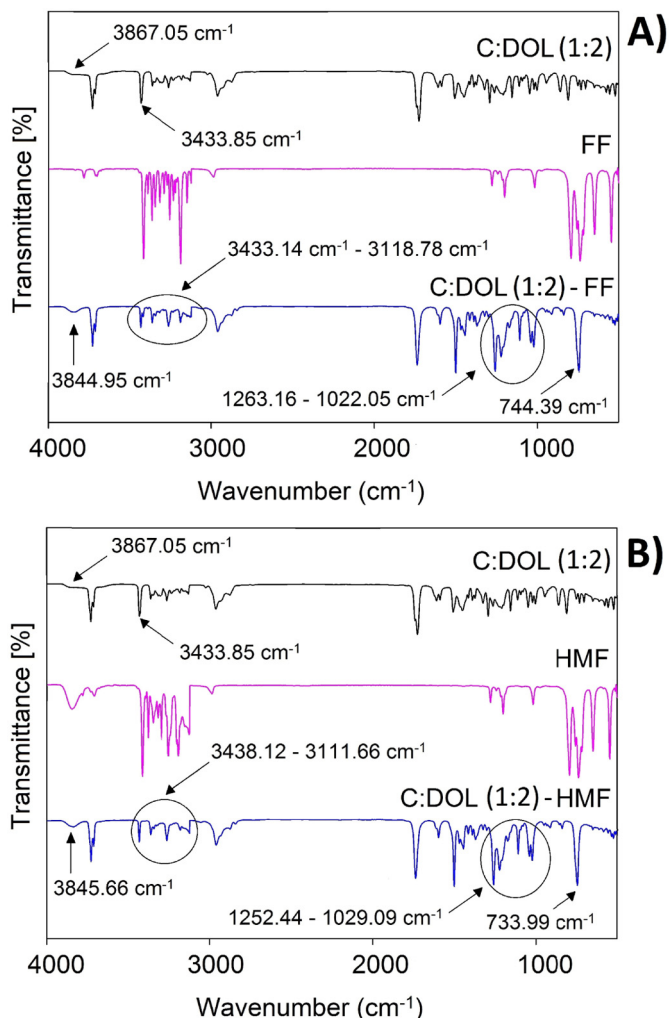 A)
3867.05 cm⁻¹
C:DOL (1:2)
3433.85 cm⁻¹
FF
3433.14 cm⁻¹ - 3118.78 cm⁻¹
C:DOL (1:2) - FF
3844.95 cm⁻¹
1263.16 - 1022.05 cm⁻¹
744.39 cm⁻¹
Transmittance [%]
4000 3000 2000 1000
Wavenumber (cm⁻¹)
B)
3867.05 cm⁻¹
C:DOL (1:2)
3433.85 cm⁻¹
HMF
3438.12 - 3111.66 cm⁻¹
C:DOL (1:2) - HMF
3845.66 cm⁻¹
1252.44 - 1029.09 cm⁻¹
733.99 cm⁻¹
Transmittance [%]
4000 3000 2000 1000
Wavenumber (cm⁻¹)